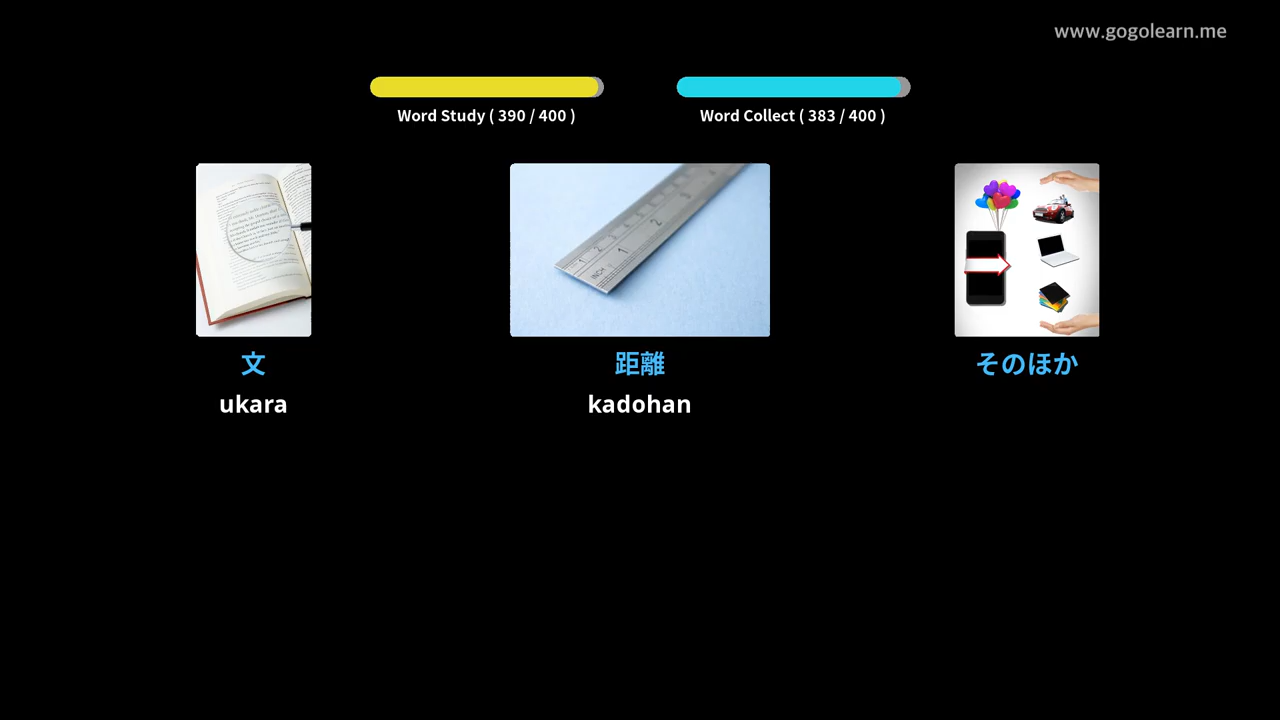 www.gogolearn.me
Word Study ( 390 / 400 )
Word Collect ( 383 / 400 )
文
距離
そのほか
ukara
kadohan